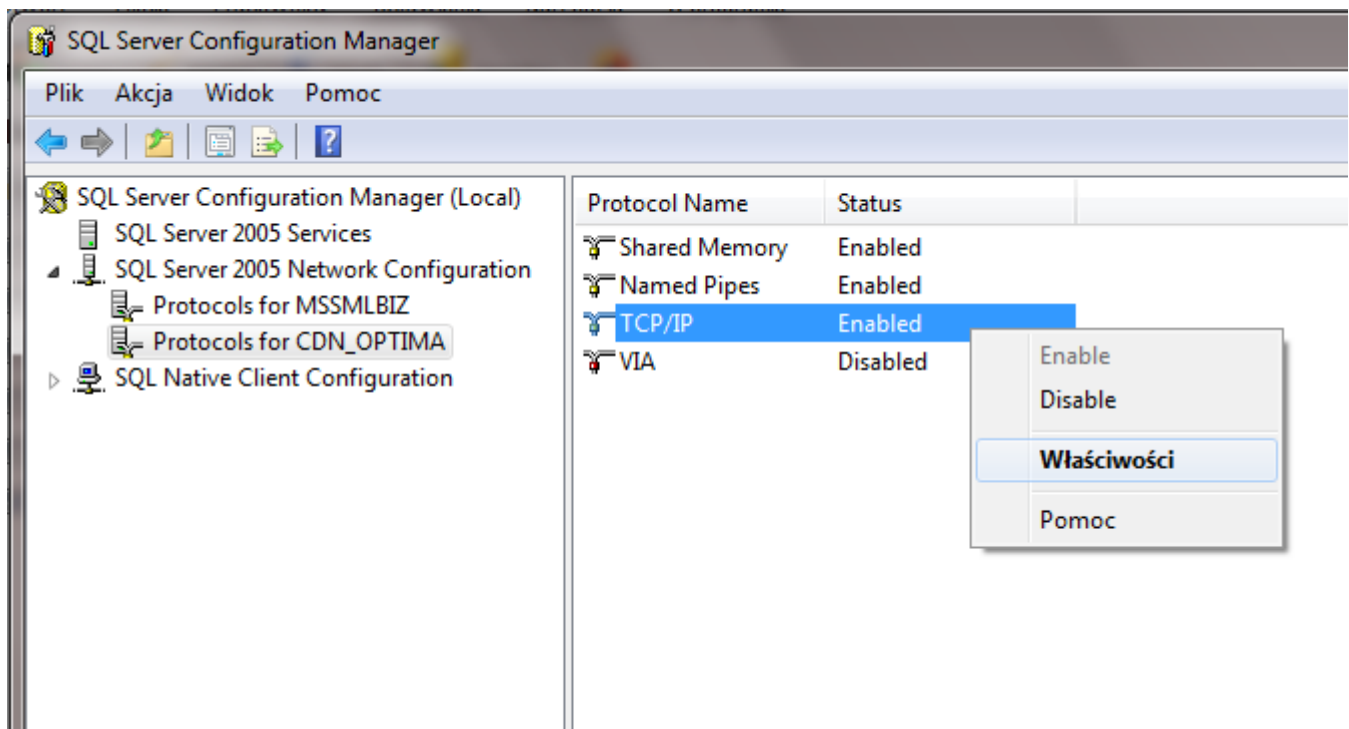 SQL Server Configuration Manager
Plik Akcja Widok Pomoc
SQL Server Configuration Manager (Local)
SQL Server 2005 Services
SQL Server 2005 Network Configuration
Protocols for MSSMLBIZ
Protocols for CDN_OPTIMA
SQL Native Client Configuration
Protocol Name Status
Shared Memory Enabled
Named Pipes Enabled
TCP/IP Enabled
VIA Disabled
Enable
Disable
Właściwości
Pomoc